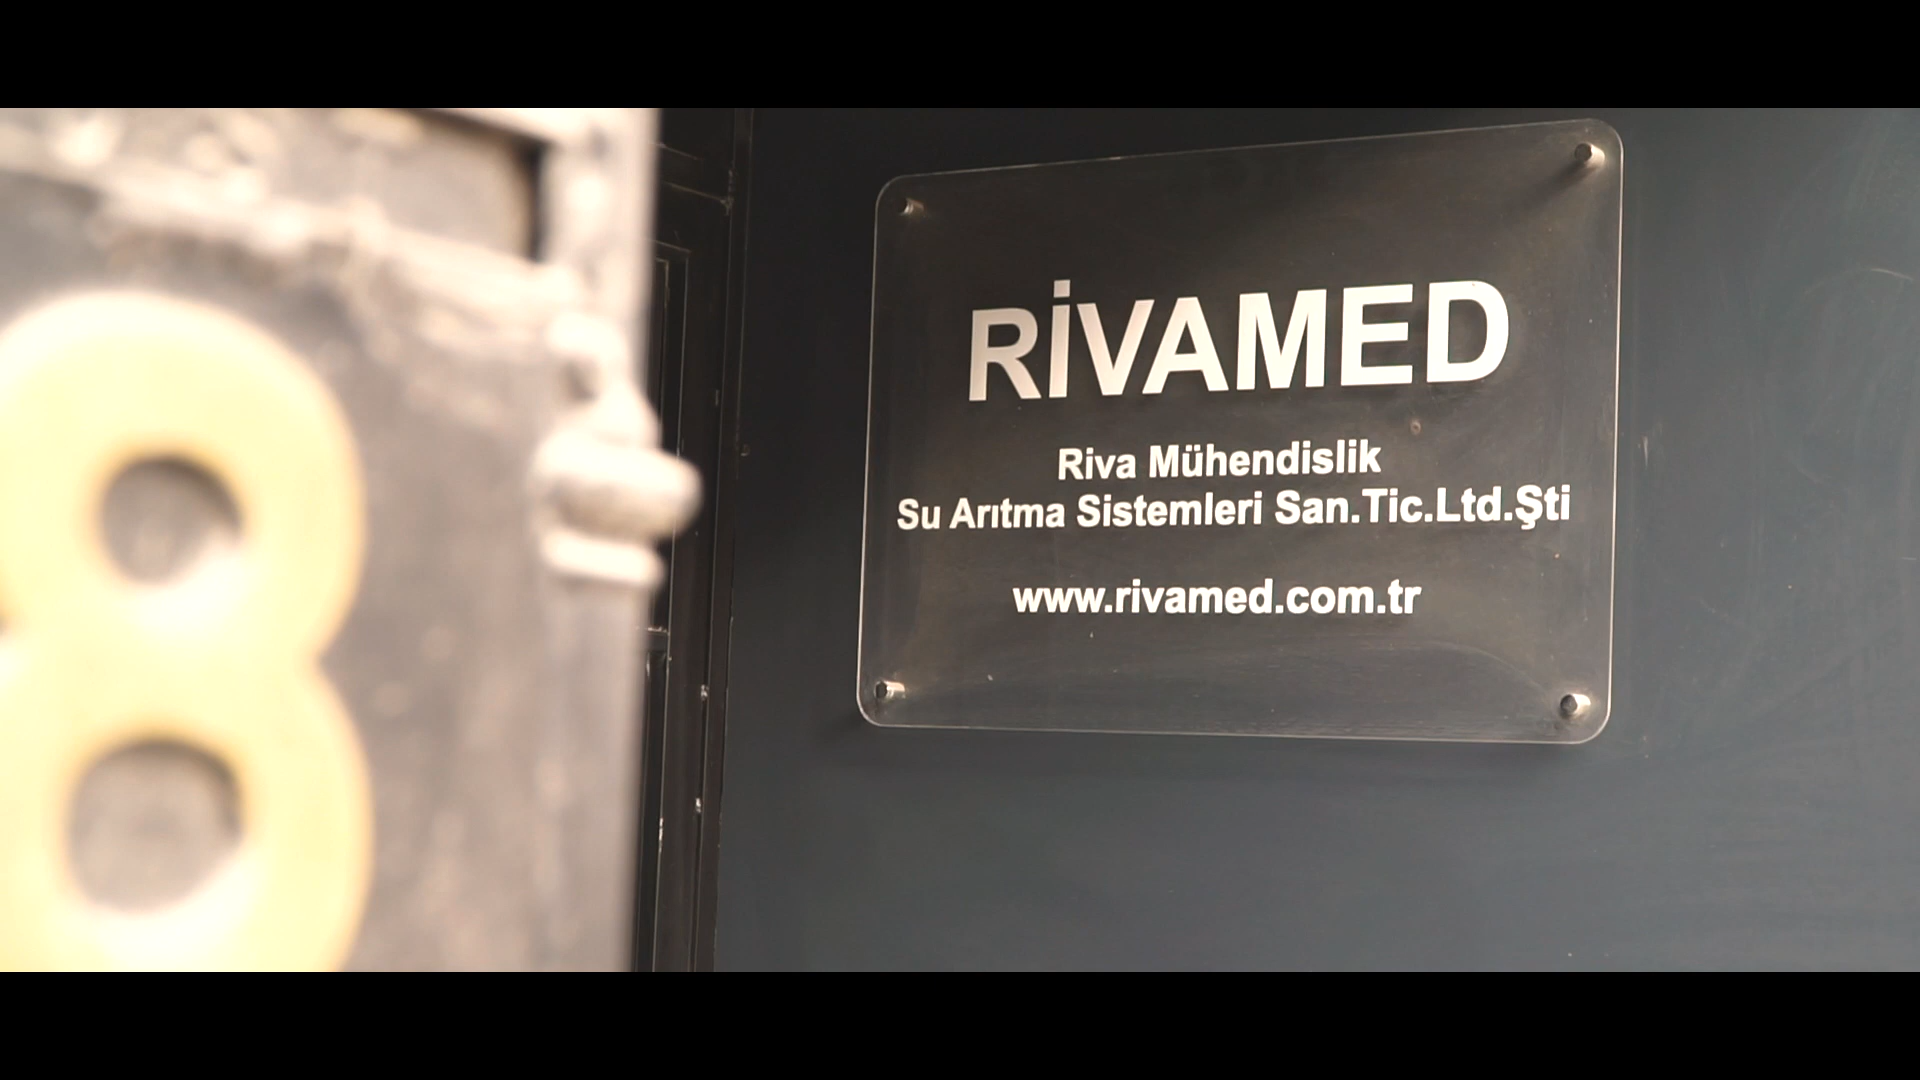 8
RİVAMED
Riva Mühendislik
Su Arıtma Sistemleri San.Tic.Ltd.Şti
www.rivamed.com.tr